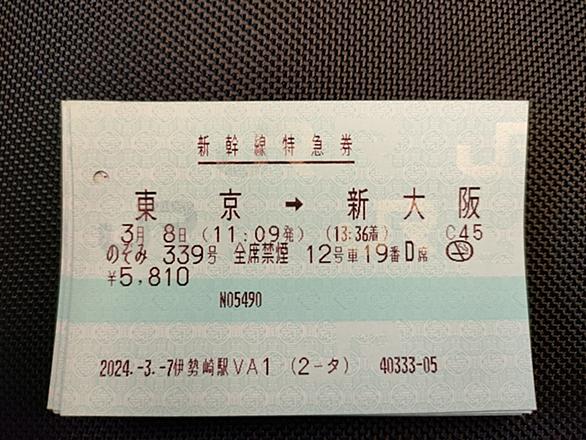 新幹線特急券
東京 → 新大阪
3月 8日 (11:09発) (13:36着) C45
のぞみ 339号 全席禁煙 12号車19番D席
¥5,810
N05490
2024.-3.-7伊勢崎駅VA1 (2-タ) 40333-05